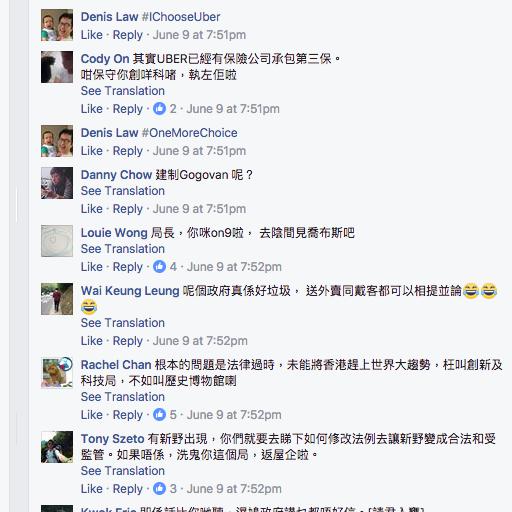 Denis Law #IChooseUber
Like · Reply · June 9 at 7:51pm
Cody On 其實UBER已經有保險公司承包第三保。
咁保守你創咩科啫，執左佢啦
See Translation
Like · Reply · 2 · June 9 at 7:51pm
Denis Law #OneMoreChoice
Like · Reply · June 9 at 7:51pm
Danny Chow 建制Gogovan 呢？
See Translation
Like · Reply · June 9 at 7:51pm
Louie Wong 局長，你咪on9啦， 去陰間見喬布斯吧
See Translation
Like · Reply · 4 · June 9 at 7:52pm
Wai Keung Leung 呢個政府真係好垃圾， 送外賣同戴客都可以相提並論😂😂
😂
See Translation
Like · Reply · June 9 at 7:52pm
Rachel Chan 根本的問題是法律過時，未能將香港趕上世界大趨勢，枉叫創新及
科技局，不如叫歷史博物館喇
See Translation
Like · Reply · 5 · June 9 at 7:52pm
Tony Szeto 有新野出現，你們就要去睇下如何修改法例去讓新野變成合法和受
監管。如果唔係，洗鬼你這個局，返屋企啦。
See Translation
Like · Reply · 3 · June 9 at 7:52pm